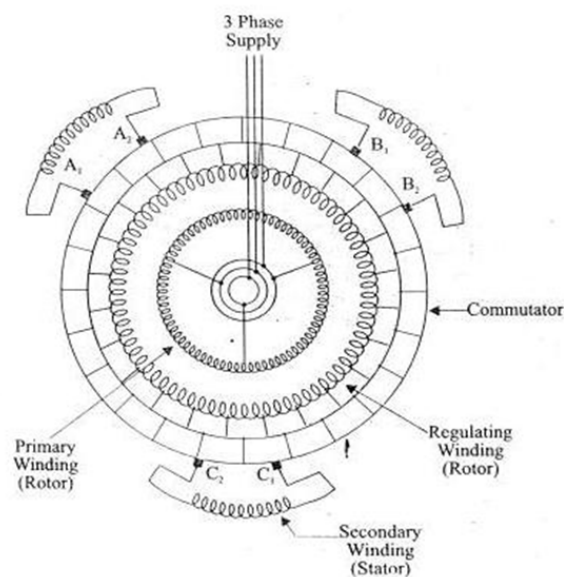 3 Phase
Supply
A₂
A₁
B₁
B₂
Commutator
Primary
Winding
(Rotor)
Regulating
Winding
(Rotor)
C₂ C₁
Secondary
Winding
(Stator)